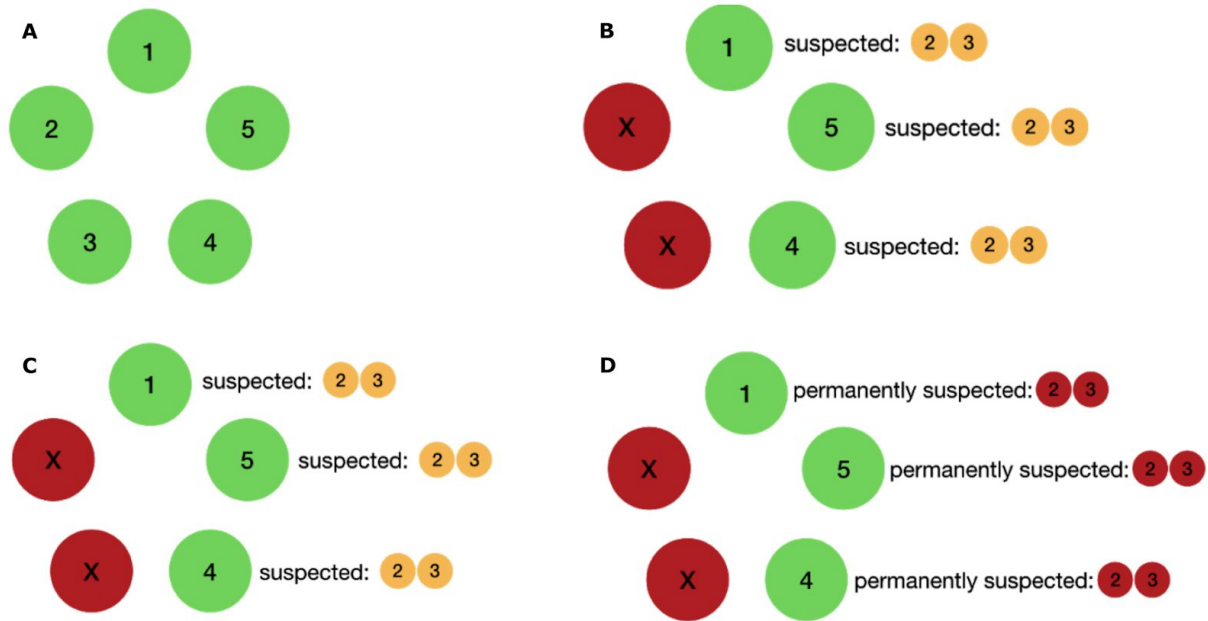 A
1
2
5
3
4
B
1 suspected: 2 3
X
5 suspected: 2 3
X
4 suspected: 2 3
C
1 suspected: 2 3
X
5 suspected: 2 3
X
4 suspected: 2 3
D
1 permanently suspected: 2 3
X
5 permanently suspected: 2 3
X
4 permanently suspected: 2 3